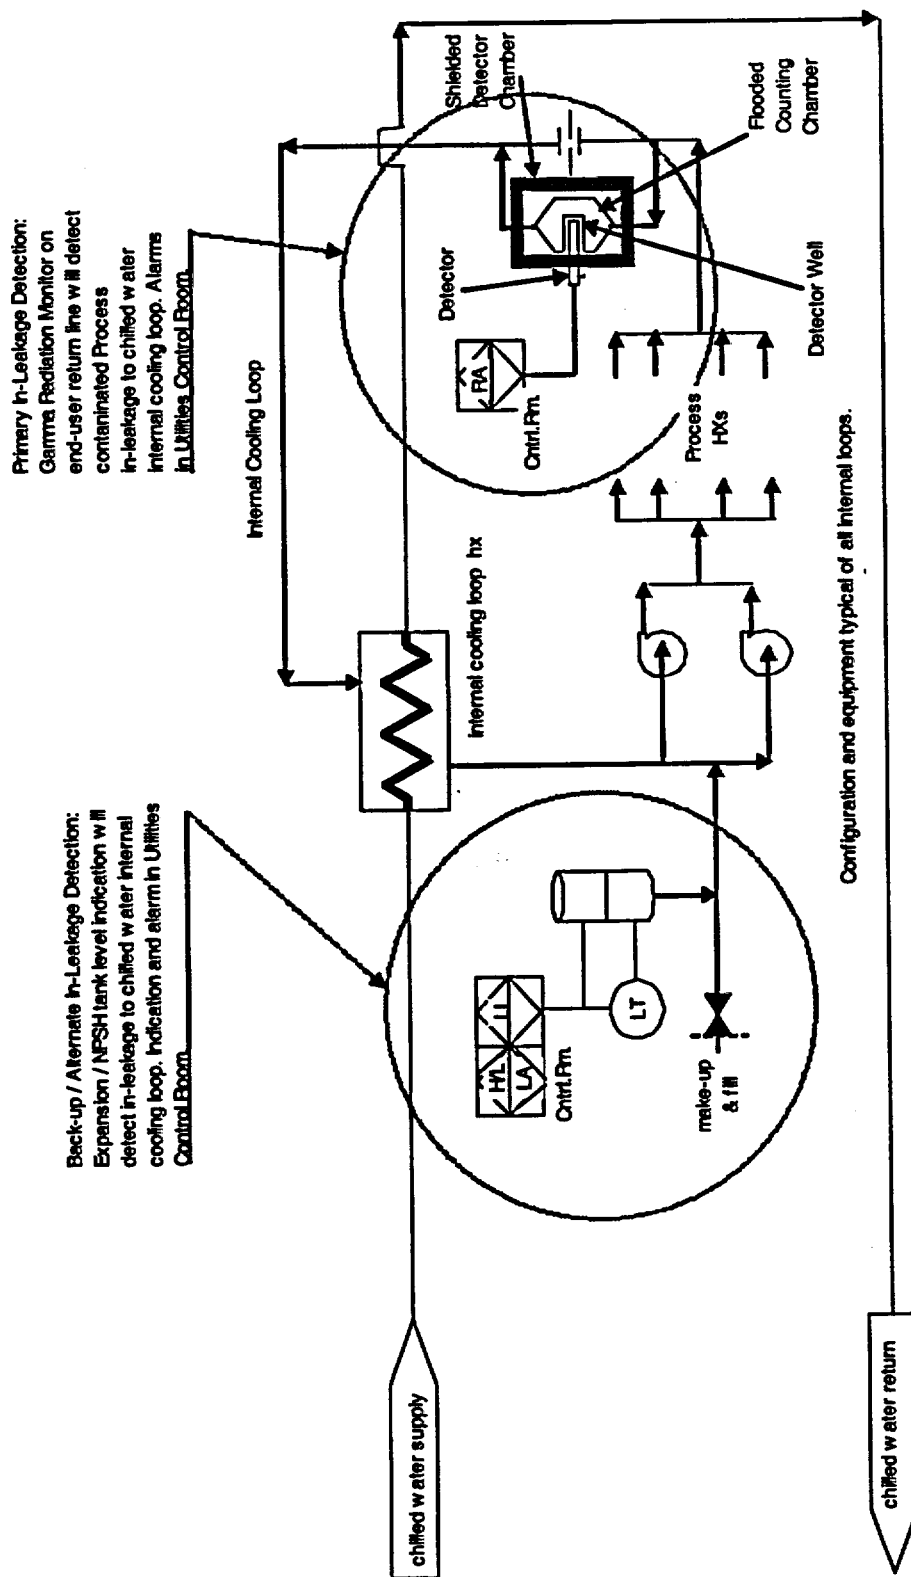 Primary In-Leakage Detection:
Gamma Radiation Monitor on
end-user return line will detect
contaminated Process
in-leakage to chilled water
internal cooling loop. Alarms
in Utilities Control Room
Back-up / Alternate In-Leakage Detection:
Expansion / NPSH tank level indication will
detect in-leakage to chilled water internal
cooling loop. Indication and alarm in Utilities
Control Room
Internal Cooling Loop
Shielded
Detector
Chamber
Detector
RA
Cntrl. Rm.
Flooded
Counting
Chamber
Detector Well
Process
HXs
internal cooling loop hx
H/L
LI
LA
Cntrl. Rm.
LT
make-up
& fill
chilled water supply
Configuration and equipment typical of all internal loops.
chilled water return